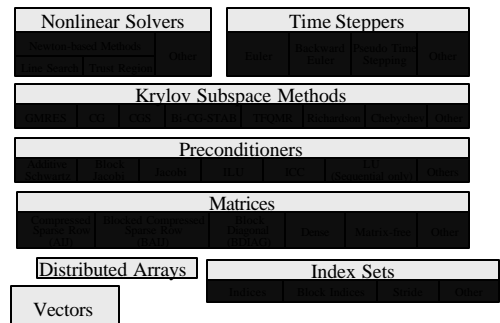 Nonlinear Solvers
Newton-based Methods
Line Search
Trust Region
Other
Time Steppers
Euler
Backward
Euler
Pseudo Time
Stepping
Other
Krylov Subspace Methods
GMRES
CG
CGS
Bi-CG-STAB
TFQMR
Richardson
Chebychev
Other
Preconditioners
Additive
Schwartz
Block
Jacobi
Jacobi
ILU
ICC
LU
(Sequential only)
Others
Matrices
Compressed
Sparse Row
(AIJ)
Blocked Compressed
Sparse Row
(BAIJ)
Block
Diagonal
(BDIAG)
Dense
Matrix-free
Other
Distributed Arrays
Index Sets
Indices
Block Indices
Stride
Other
Vectors